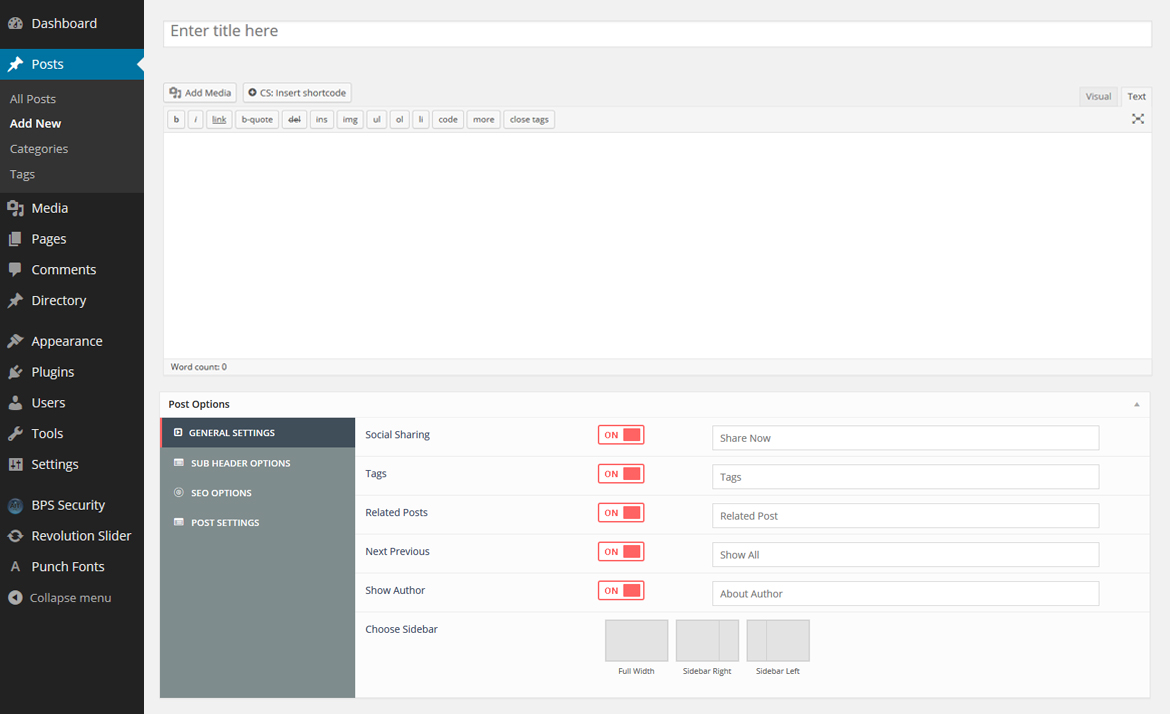 Dashboard
Posts
All Posts
Add New
Categories
Tags
Media
Pages
Comments
Directory
Appearance
Plugins
Users
Tools
Settings
BPS Security
Revolution Slider
Punch Fonts
Collapse menu
Enter title here
Add Media CS: Insert shortcode
Visual Text
b i link b-quote del ins img ul ol li code more close tags
Word count: 0
Post Options
GENERAL SETTINGS
SUB HEADER OPTIONS
SEO OPTIONS
POST SETTINGS
Social Sharing ON Share Now
Tags ON Tags
Related Posts ON Related Post
Next Previous ON Show All
Show Author ON About Author
Choose Sidebar
Full Width Sidebar Right Sidebar Left